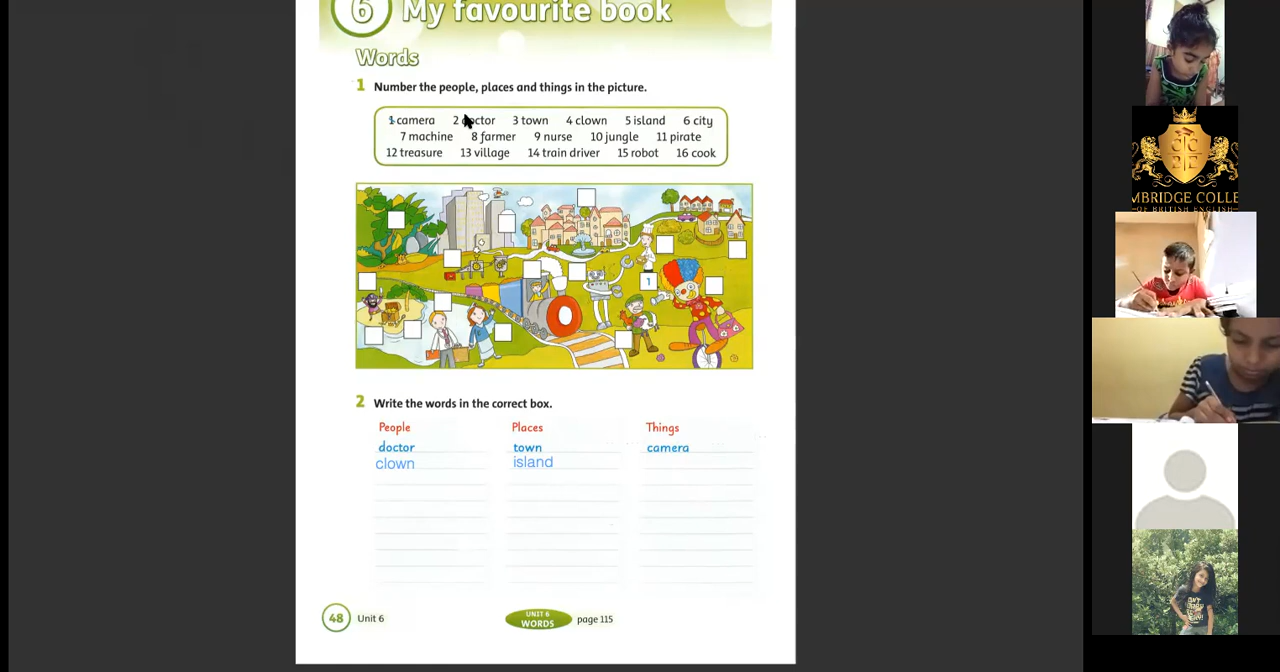 6 My favourite book
Words
1 Number the people, places and things in the picture.
1 camera 2 doctor 3 town 4 clown 5 island 6 city
7 machine 8 farmer 9 nurse 10 jungle 11 pirate
12 treasure 13 village 14 train driver 15 robot 16 cook
1
2 Write the words in the correct box.
People Places Things
doctor town camera
clown island
48 Unit 6
UNIT 6
WORDS
page 115
MBRIDGE COLLE
OF BRITISH ENGLISH